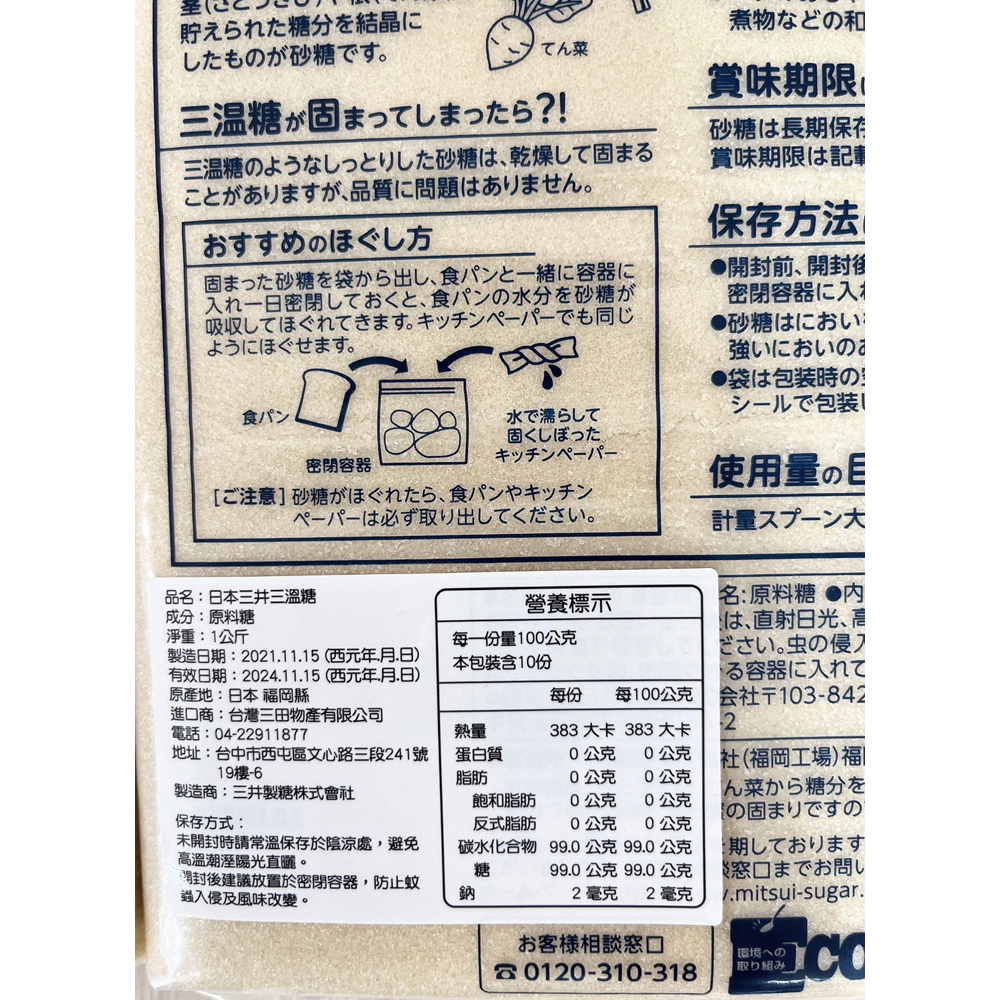 貯えられた糖分を結晶に
したものが砂糖です。
てん菜
三温糖が固まってしまったら?!
三温糖のようなしっとりした砂糖は、乾燥して固まる
ことがありますが、品質に問題はありません。
おすすめのほぐし方
固まった砂糖を袋から出し、食パンと一緒に容器に
入れ一日密閉しておくと、食パンの水分を砂糖が
吸収してほぐれてきます。キッチンペーパーでも同じ
ようにほぐせます。
食パン
密閉容器
水で濡らして
固くしぼった
キッチンペーパー
[ご注意]砂糖がほぐれたら、食パンやキッチン
ペーパーは必ず取り出してください。
煮物などの和
賞味期限
砂糖は長期保存
賞味期限は記載
保存方法
●開封前、開封後
密閉容器に入れ
●砂糖はにおい
強いにおいのあ
●袋は包装時の空
シールで包装し
使用量の目
計量スプーン大
品名：日本三井三溫糖
成分：原料糖
淨重：1公斤
製造日期：2021.11.15 (西元年.月.日)
有效日期：2024.11.15 (西元年.月.日)
原產地：日本 福岡縣
進口商：台灣三田物產有限公司
電話：04-22911877
地址：台中市西屯區文心路三段241號
19樓-6
製造商：三井製糖株式會社
保存方式：
未開封時請常溫保存於陰涼處，避免
高溫潮溼陽光直曬。
開封後建議放置於密閉容器，防止蚊
蟲入侵及風味改變。
營養標示
每一份量100公克
本包裝含10份
每份 每100公克
熱量 383 大卡 383 大卡
蛋白質 0 公克 0 公克
脂肪 0 公克 0 公克
飽和脂肪 0 公克 0 公克
反式脂肪 0 公克 0 公克
碳水化合物 99.0 公克 99.0 公克
糖 99.0 公克 99.0 公克
鈉 2 毫克 2 毫克
名:原料糖 ●内
は、直射日光、高
ださい。虫の侵入
る容器に入れて
会社〒103-842
-2
社(福岡工場)福
ん菜から糖分を
の固まりですの
期しております
談窓口までお問い
.mitsui-sugar.
お客様相談窓口
☎0120-310-318
環境への
取り組み
CO